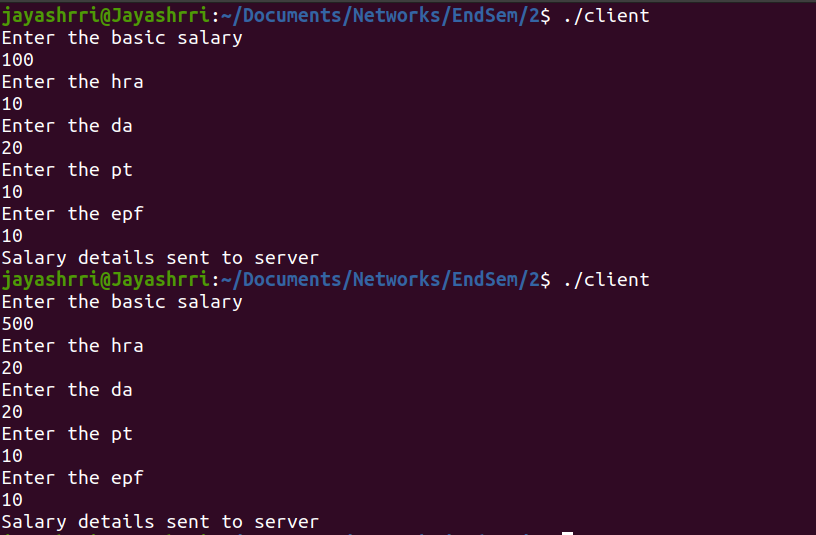 jayashrri@Jayashrri:~/Documents/Networks/EndSem/2$ ./client
Enter the basic salary
100
Enter the hra
10
Enter the da
20
Enter the pt
10
Enter the epf
10
Salary details sent to server
jayashrri@Jayashrri:~/Documents/Networks/EndSem/2$ ./client
Enter the basic salary
500
Enter the hra
20
Enter the da
20
Enter the pt
10
Enter the epf
10
Salary details sent to server